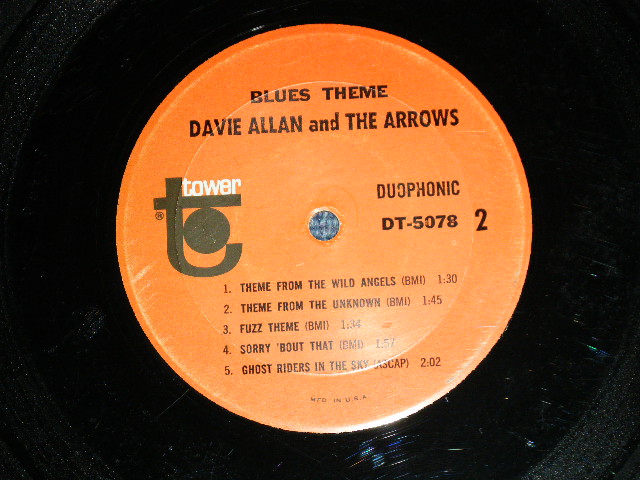 BLUES THEME
DAVIE ALLAN and THE ARROWS
tower
®
DUOPHONIC
DT-5078 2
1. THEME FROM THE WILD ANGELS (BMI) 1:30
2. THEME FROM THE UNKNOWN (BMI) 1:45
3. FUZZ THEME (BMI) 1:34
4. SORRY 'BOUT THAT (BMI) 1:57
5. GHOST RIDERS IN THE SKY (ASCAP) 2:02
MFD. IN U.S.A.